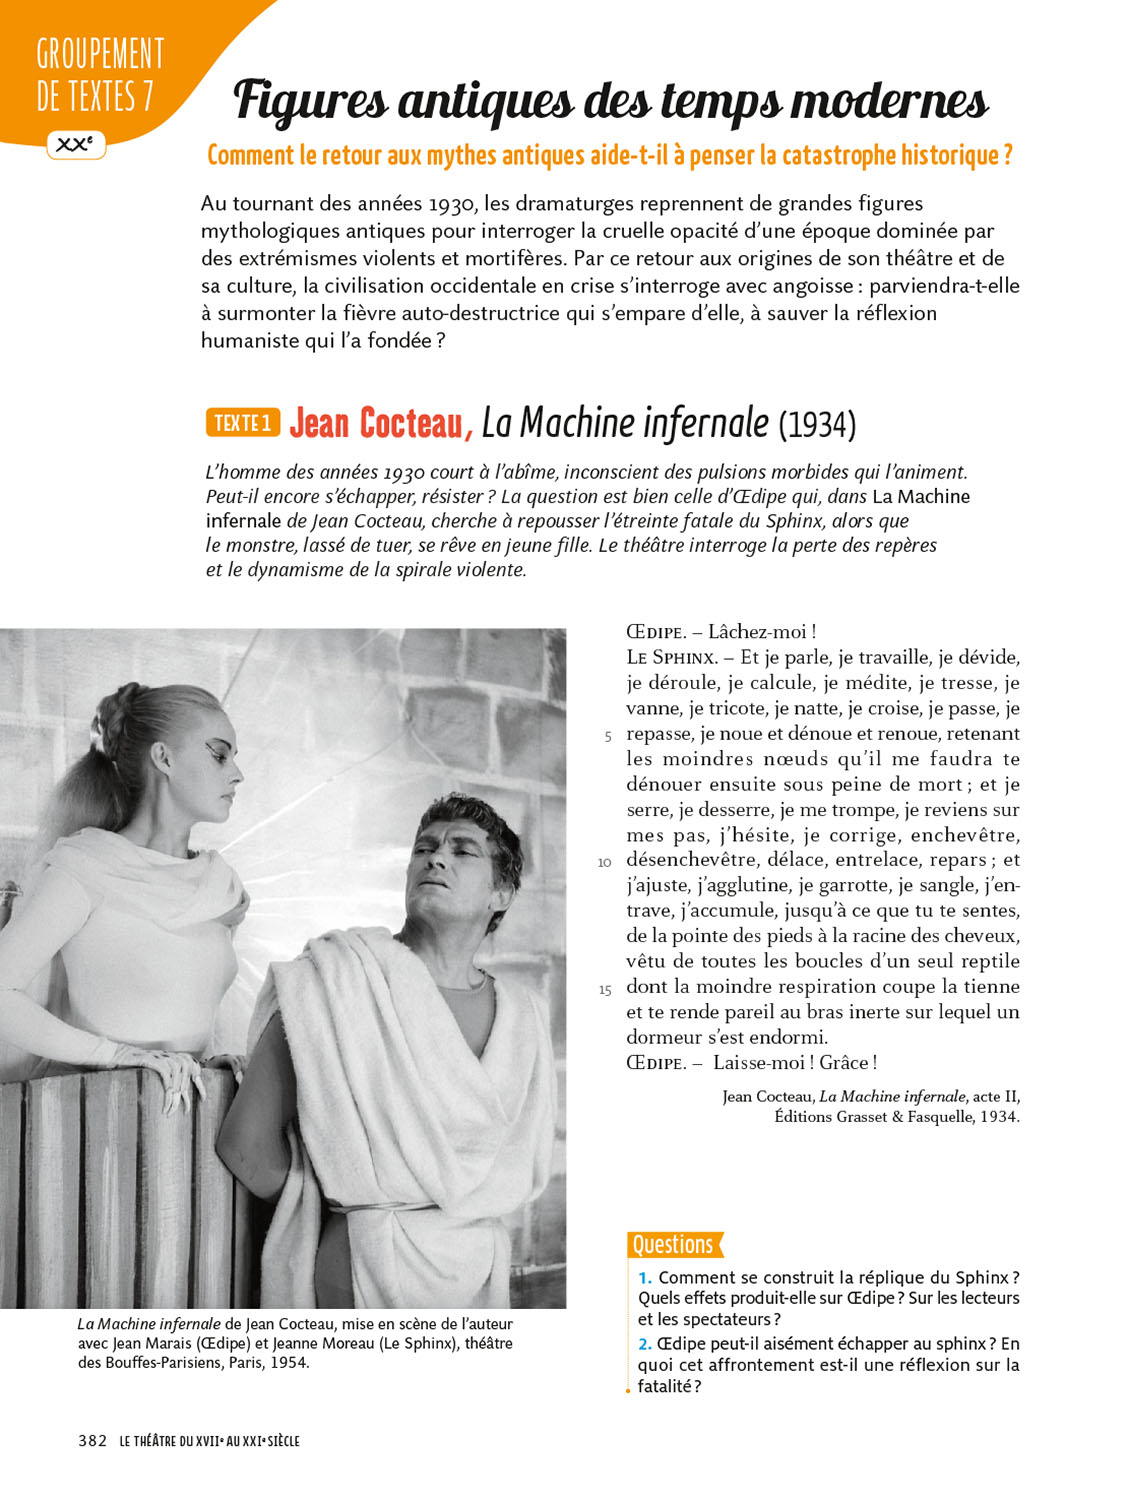 GROUPEMENT
DE TEXTES 7
XXe
Figures antiques des temps modernes
Comment le retour aux mythes antiques aide-t-il à penser la catastrophe historique ?
Au tournant des années 1930, les dramaturges reprennent de grandes figures
mythologiques antiques pour interroger la cruelle opacité d’une époque dominée par
des extrémismes violents et mortifères. Par ce retour aux origines de son théâtre et de
sa culture, la civilisation occidentale en crise s’interroge avec angoisse : parviendra-t-elle
à surmonter la fièvre auto-destructrice qui s’empare d’elle, à sauver la réflexion
humaniste qui l’a fondée ?
TEXTE 1 Jean Cocteau, La Machine infernale (1934)
L’homme des années 1930 court à l’abîme, inconscient des pulsions morbides qui l’animent.
Peut-il encore s’échapper, résister ? La question est bien celle d’Œdipe qui, dans La Machine
infernale de Jean Cocteau, cherche à repousser l’étreinte fatale du Sphinx, alors que
le monstre, lassé de tuer, se rêve en jeune fille. Le théâtre interroge la perte des repères
et le dynamisme de la spirale violente.
ŒDIPE. – Lâchez-moi !
LE SPHINX. – Et je parle, je travaille, je dévide,
je déroule, je calcule, je médite, je tresse, je
vanne, je tricote, je natte, je croise, je passe, je
5 repasse, je noue et dénoue et renoue, retenant
les moindres nœuds qu’il me faudra te
dénouer ensuite sous peine de mort ; et je
serre, je desserre, je me trompe, je reviens sur
mes pas, j’hésite, je corrige, enchevêtre,
10 désenchevêtre, délace, entrelace, repars ; et
j’ajuste, j’agglutine, je garrotte, je sangle, j’en-
trave, j’accumule, jusqu’à ce que tu te sentes,
de la pointe des pieds à la racine des cheveux,
vêtu de toutes les boucles d’un seul reptile
15 dont la moindre respiration coupe la tienne
et te rende pareil au bras inerte sur lequel un
dormeur s’est endormi.
ŒDIPE. – Laisse-moi ! Grâce !
Jean Cocteau, La Machine infernale, acte II,
Éditions Grasset & Fasquelle, 1934.
Questions
1. Comment se construit la réplique du Sphinx ?
Quels effets produit-elle sur Œdipe ? Sur les lecteurs
et les spectateurs ?
2. Œdipe peut-il aisément échapper au sphinx ? En
quoi cet affrontement est-il une réflexion sur la
fatalité ?
La Machine infernale de Jean Cocteau, mise en scène de l’auteur
avec Jean Marais (Œdipe) et Jeanne Moreau (Le Sphinx), théâtre
des Bouffes-Parisiens, Paris, 1954.
382 LE THÉÂTRE DU XVIIe AU XXIe SIÈCLE